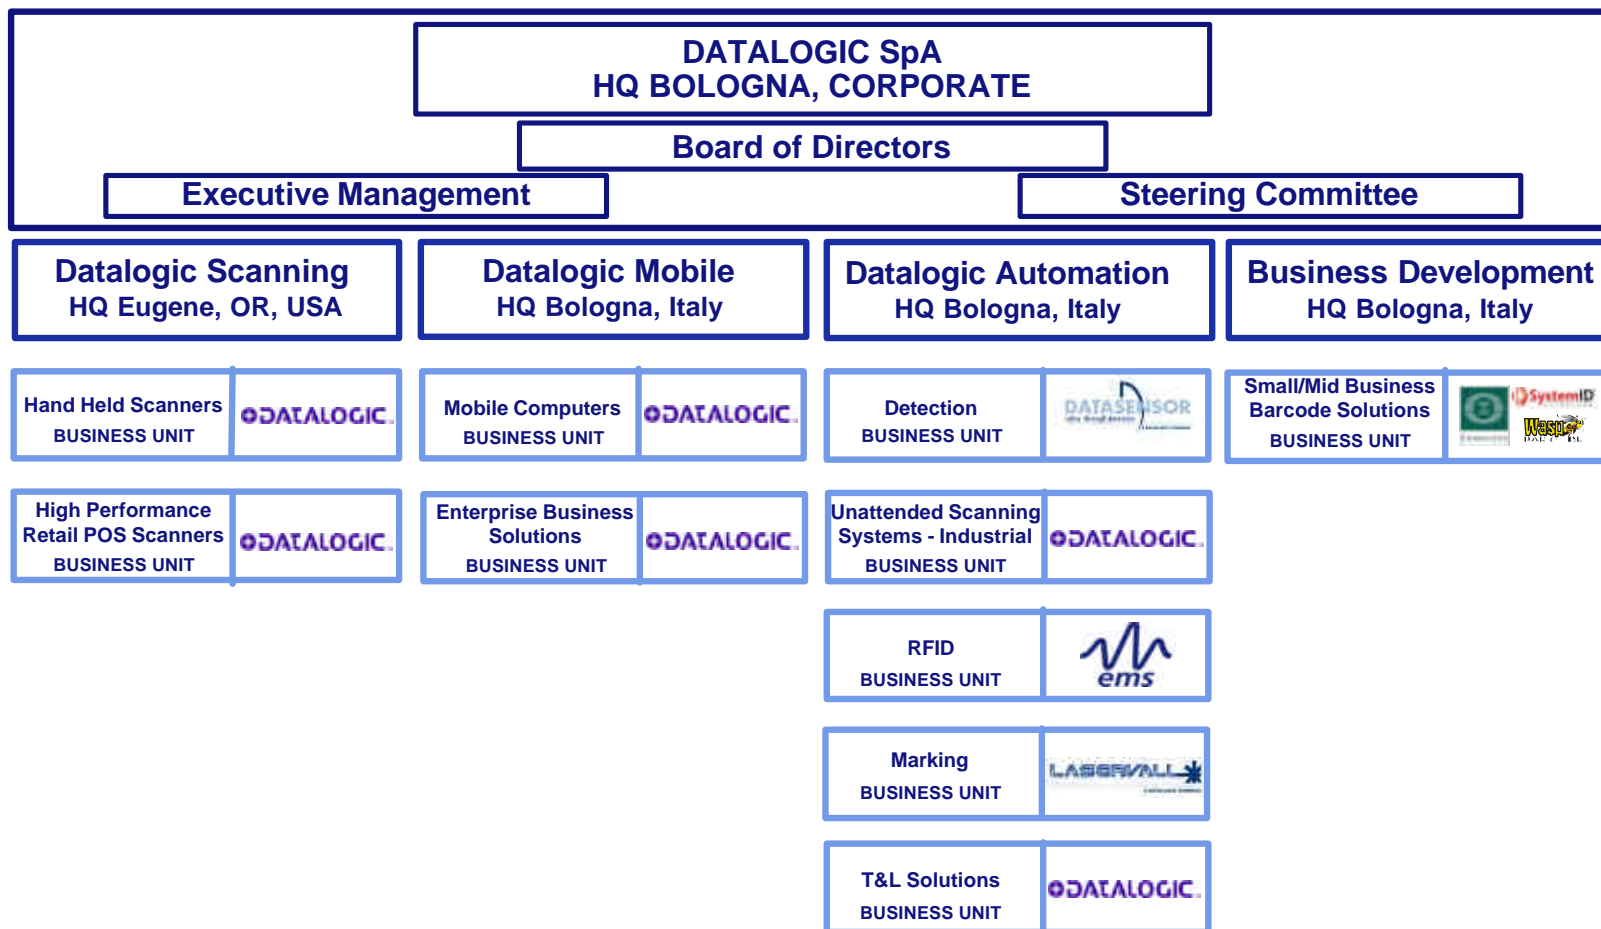 DATALOGIC SpA
HQ BOLOGNA, CORPORATE
Board of Directors
Executive Management
Steering Committee
Datalogic Scanning
HQ Eugene, OR, USA
Datalogic Mobile
HQ Bologna, Italy
Datalogic Automation
HQ Bologna, Italy
Business Development
HQ Bologna, Italy
Hand Held Scanners
BUSINESS UNIT
DATALOGIC
Mobile Computers
BUSINESS UNIT
DATALOGIC
Detection
BUSINESS UNIT
DATASENSOR
Small/Mid Business
Barcode Solutions
BUSINESS UNIT
SystemID
Wasp
High Performance
Retail POS Scanners
BUSINESS UNIT
DATALOGIC
Enterprise Business
Solutions
BUSINESS UNIT
DATALOGIC
Unattended Scanning
Systems - Industrial
BUSINESS UNIT
DATALOGIC
RFID
BUSINESS UNIT
ems
Marking
BUSINESS UNIT
LASERVALL
T&L Solutions
BUSINESS UNIT
DATALOGIC